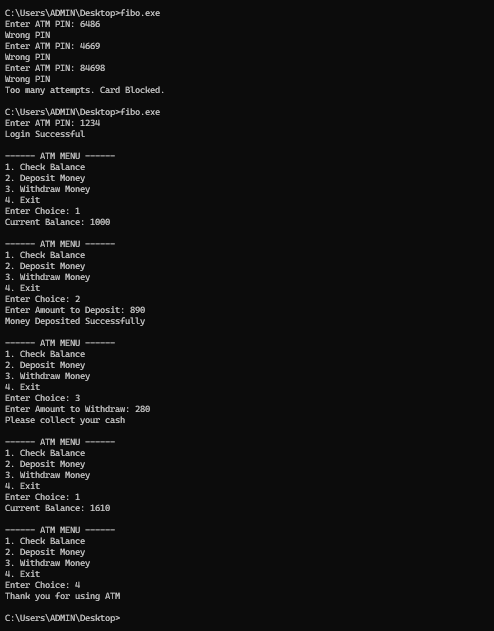 C:\Users\ADMIN\Desktop>fibo.exe
Enter ATM PIN: 6486
Wrong PIN
Enter ATM PIN: 4669
Wrong PIN
Enter ATM PIN: 84698
Wrong PIN
Too many attempts. Card Blocked.
C:\Users\ADMIN\Desktop>fibo.exe
Enter ATM PIN: 1234
Login Successful
------ ATM MENU ------
1. Check Balance
2. Deposit Money
3. Withdraw Money
4. Exit
Enter Choice: 1
Current Balance: 1000
------ ATM MENU ------
1. Check Balance
2. Deposit Money
3. Withdraw Money
4. Exit
Enter Choice: 2
Enter Amount to Deposit: 890
Money Deposited Successfully
------ ATM MENU ------
1. Check Balance
2. Deposit Money
3. Withdraw Money
4. Exit
Enter Choice: 3
Enter Amount to Withdraw: 280
Please collect your cash
------ ATM MENU ------
1. Check Balance
2. Deposit Money
3. Withdraw Money
4. Exit
Enter Choice: 1
Current Balance: 1610
------ ATM MENU ------
1. Check Balance
2. Deposit Money
3. Withdraw Money
4. Exit
Enter Choice: 4
Thank you for using ATM
C:\Users\ADMIN\Desktop>